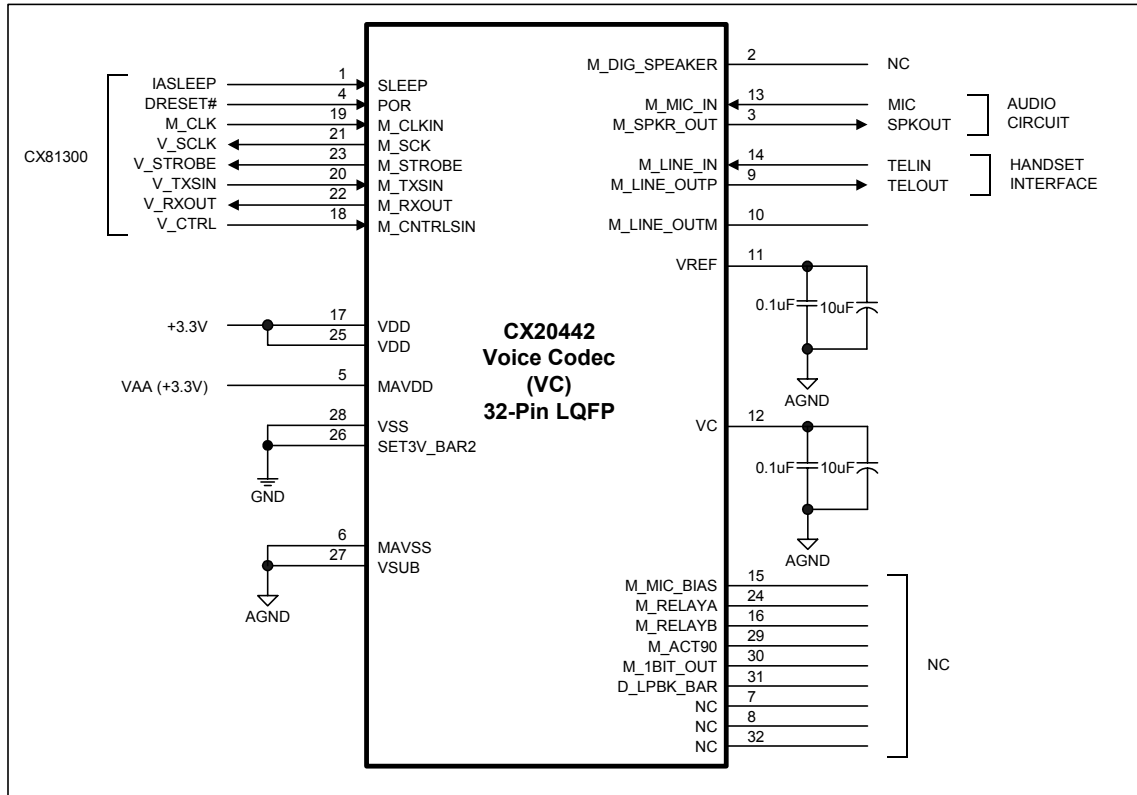 CX81300
IASLEEP 1 SLEEP
DRESET# 4 POR
M_CLK 19 M_CLKIN
V_SCLK 21 M_SCK
V_STROBE 23 M_STROBE
V_TXSIN 20 M_TXSIN
V_RXOUT 22 M_RXOUT
V_CTRL 18 M_CNTRLSIN
+3.3V 17 VDD
25 VDD
VAA (+3.3V) 5 MAVDD
28 VSS
26 SET3V_BAR2
GND
6 MAVSS
27 VSUB
AGND
CX20442
Voice Codec
(VC)
32-Pin LQFP
M_DIG_SPEAKER 2 NC
M_MIC_IN 13 MIC
M_SPKR_OUT 3 SPKOUT
AUDIO
CIRCUIT
M_LINE_IN 14 TELIN
M_LINE_OUTP 9 TELOUT
HANDSET
INTERFACE
M_LINE_OUTM 10
VREF 11
0.1uF 10uF
AGND
VC 12
0.1uF 10uF
AGND
M_MIC_BIAS 15
M_RELAYA 24
M_RELAYB 16
M_ACT90 29
M_1BIT_OUT 30
D_LPBK_BAR 31
NC 7
NC 8
NC 32
NC